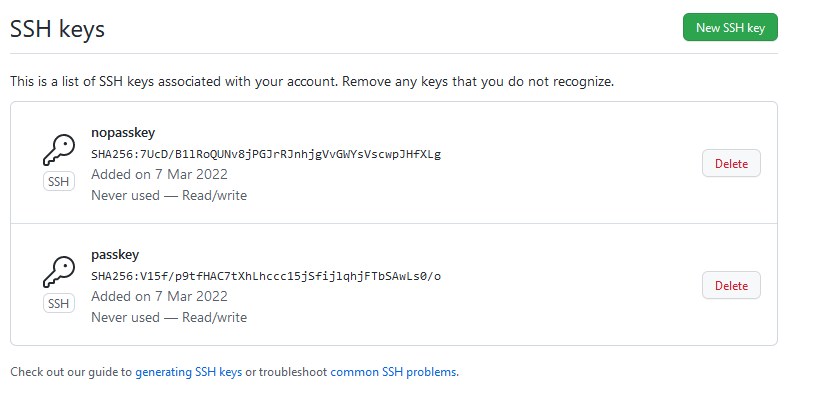 SSH keys
New SSH key
This is a list of SSH keys associated with your account. Remove any keys that you do not recognize.
nopasskey
SHA256:7UcD/B1lRoQUNv8jPGJrRJnhjgVvGWYsVscwpJHfXLg
Added on 7 Mar 2022
Never used — Read/write
SSH
Delete
passkey
SHA256:V15f/p9tfHAC7tXhLhccc15jSfijlqhjFTbSAwLs0/o
Added on 7 Mar 2022
Never used — Read/write
SSH
Delete
Check out our guide to generating SSH keys or troubleshoot common SSH problems.